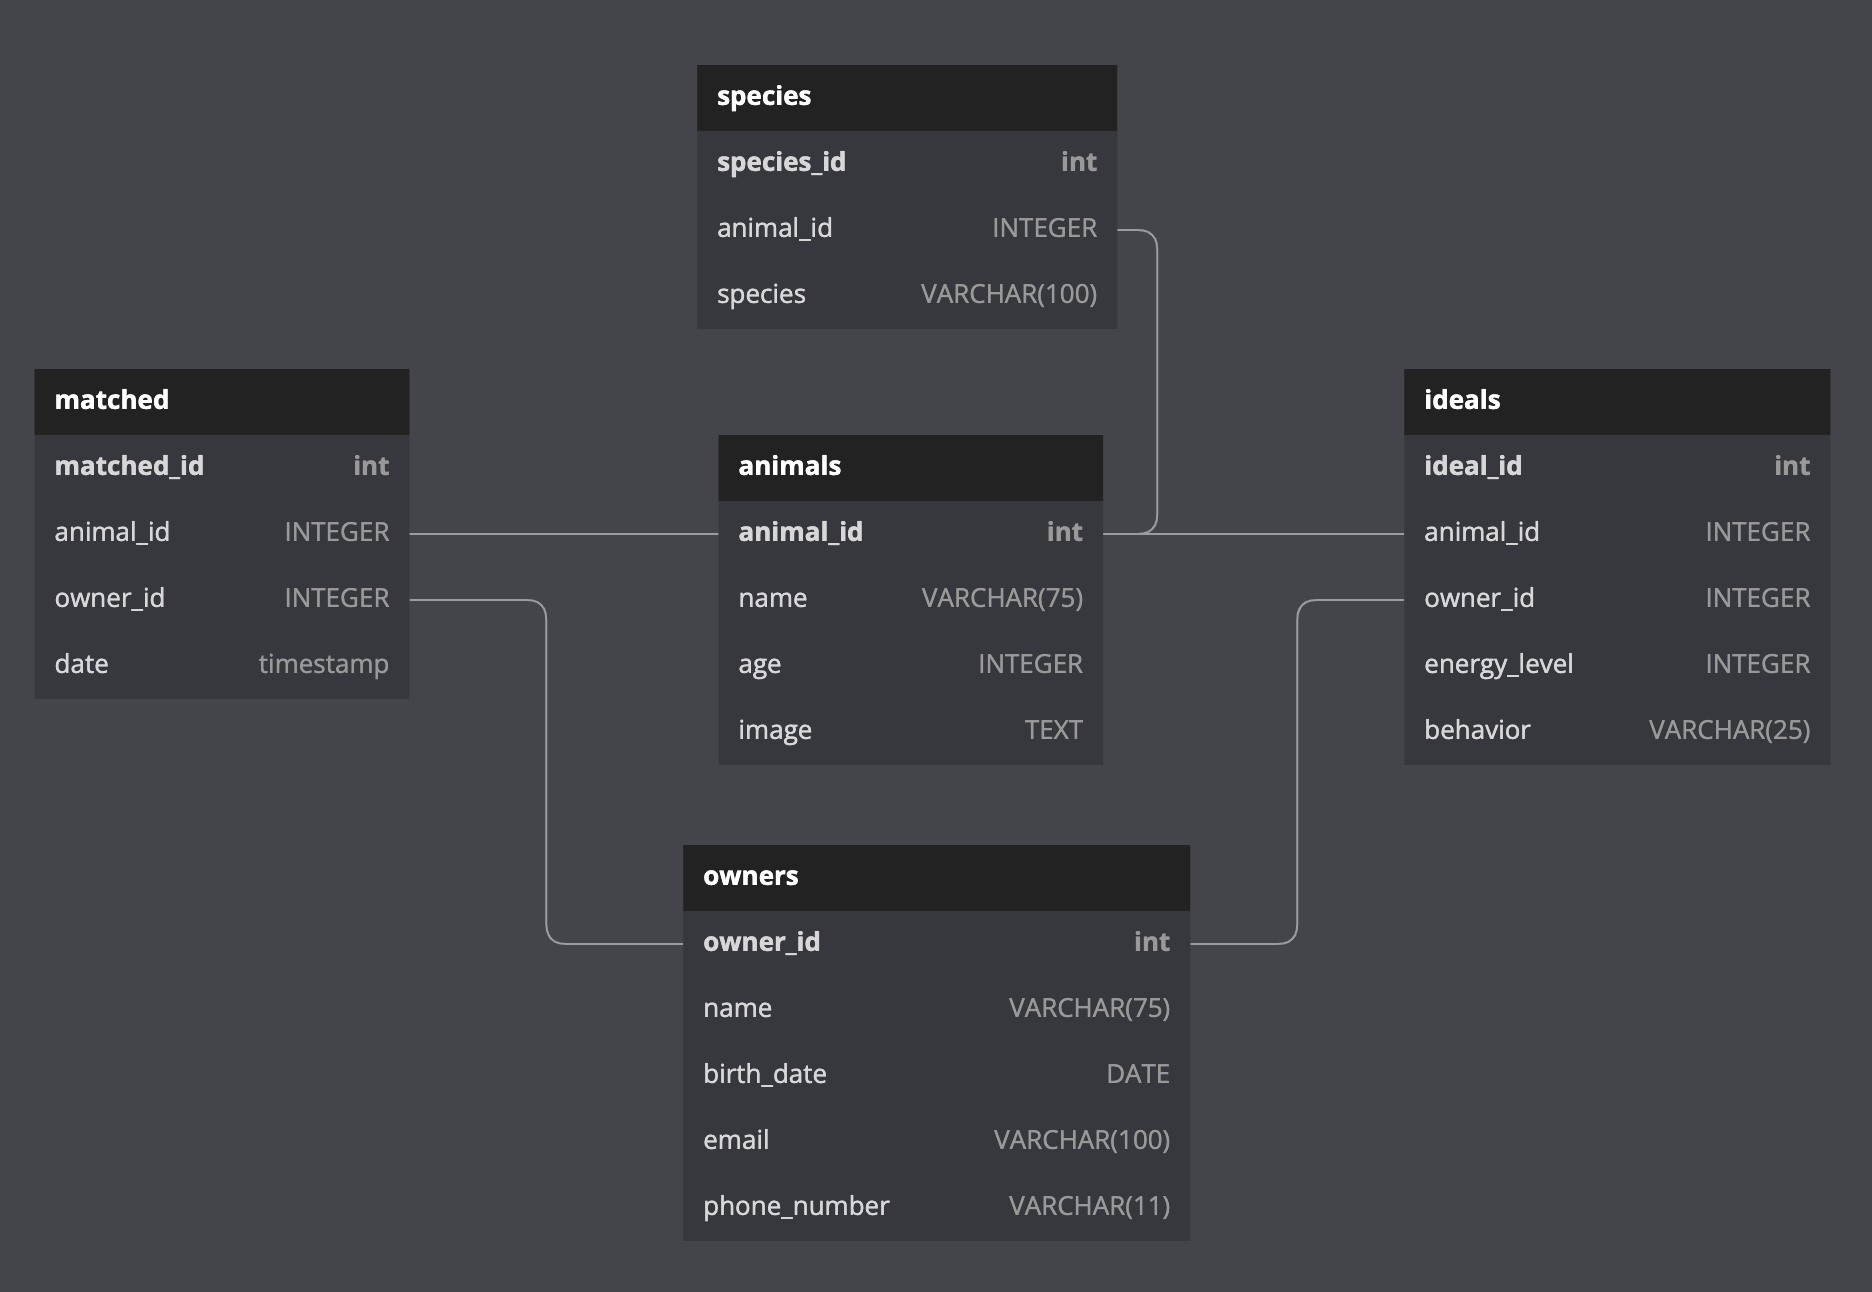 species
species_id int
animal_id INTEGER
species VARCHAR(100)
matched
matched_id int
animal_id INTEGER
owner_id INTEGER
date timestamp
animals
animal_id int
name VARCHAR(75)
age INTEGER
image TEXT
ideals
ideal_id int
animal_id INTEGER
owner_id INTEGER
energy_level INTEGER
behavior VARCHAR(25)
owners
owner_id int
name VARCHAR(75)
birth_date DATE
email VARCHAR(100)
phone_number VARCHAR(11)